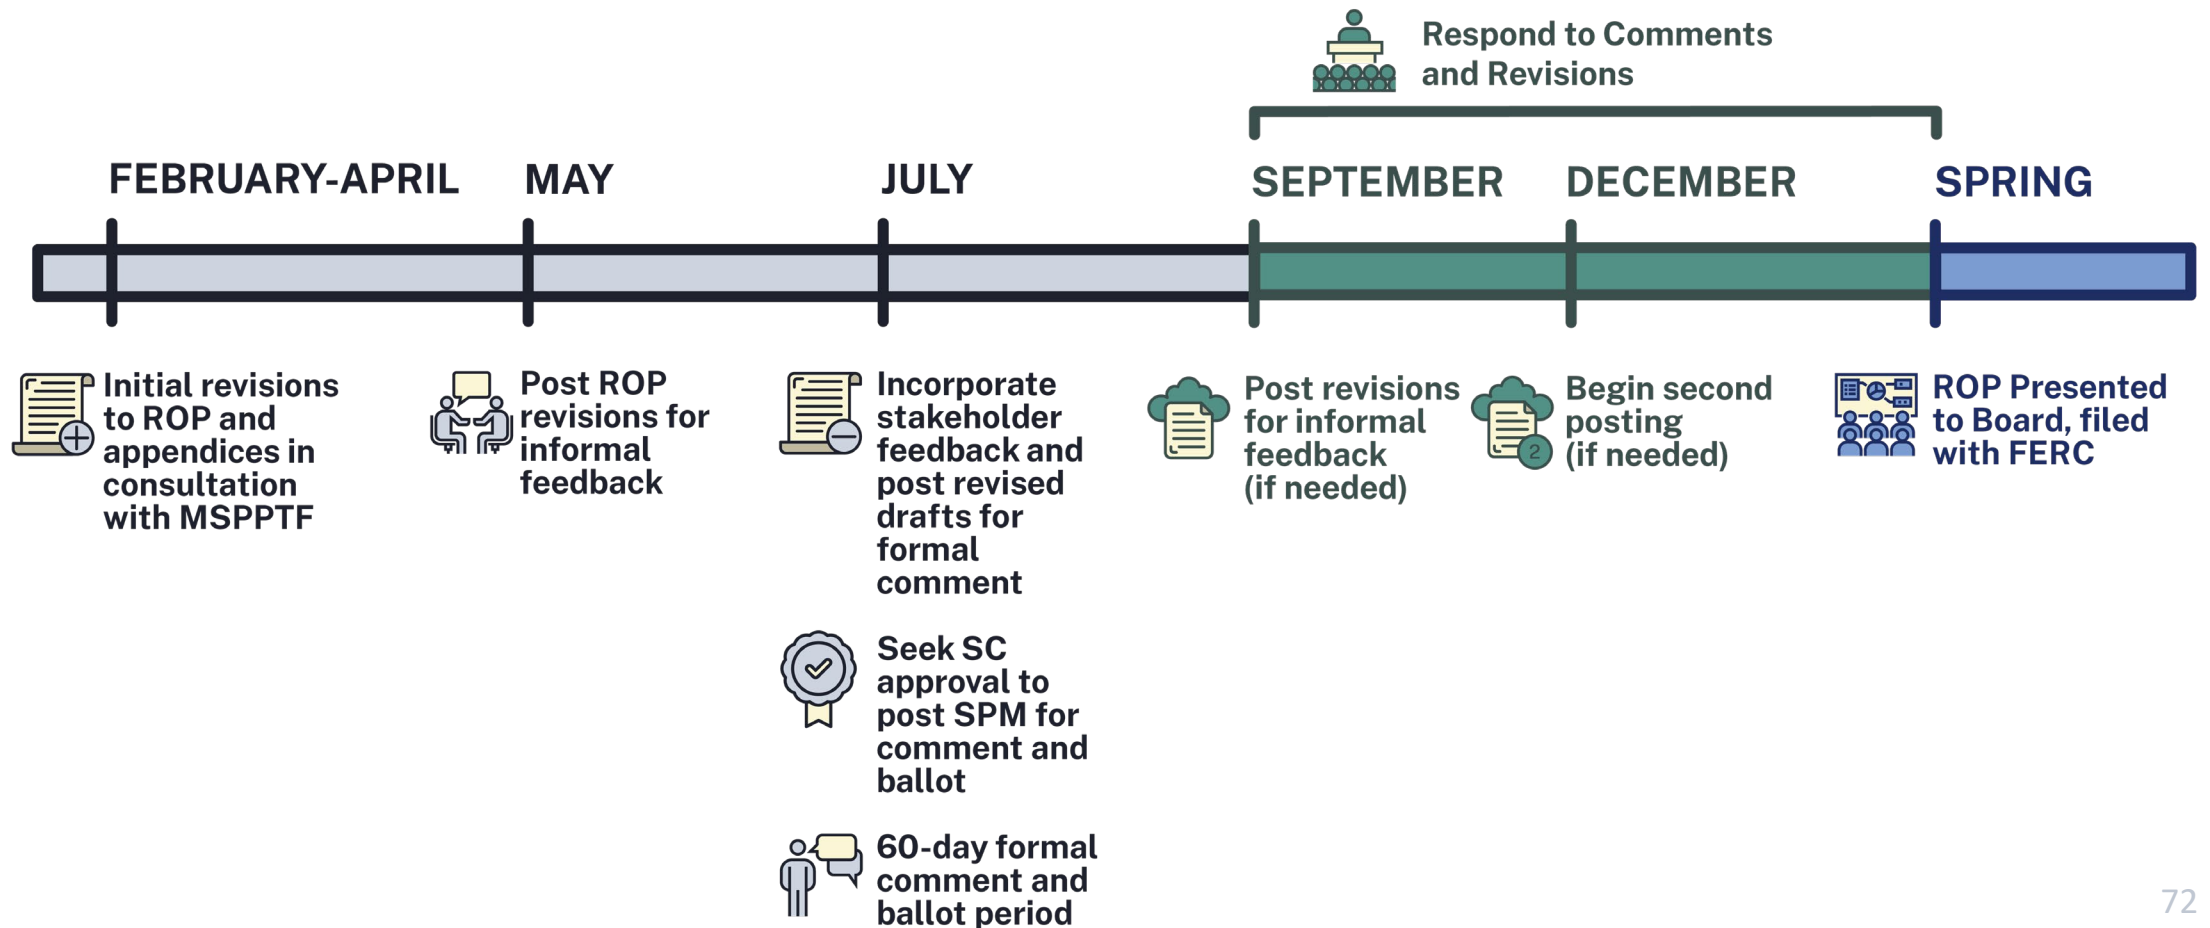 Respond to Comments
and Revisions
FEBRUARY-APRIL
MAY
JULY
SEPTEMBER
DECEMBER
SPRING
Initial revisions
to ROP and
appendices in
consultation
with MSPPTF
Post ROP
revisions for
informal
feedback
Incorporate
stakeholder
feedback and
post revised
drafts for
formal
comment
Seek SC
approval to
post SPM for
comment and
ballot
60-day formal
comment and
ballot period
Post revisions
for informal
feedback
(if needed)
2
Begin second
posting
(if needed)
ROP Presented
to Board, filed
with FERC
72